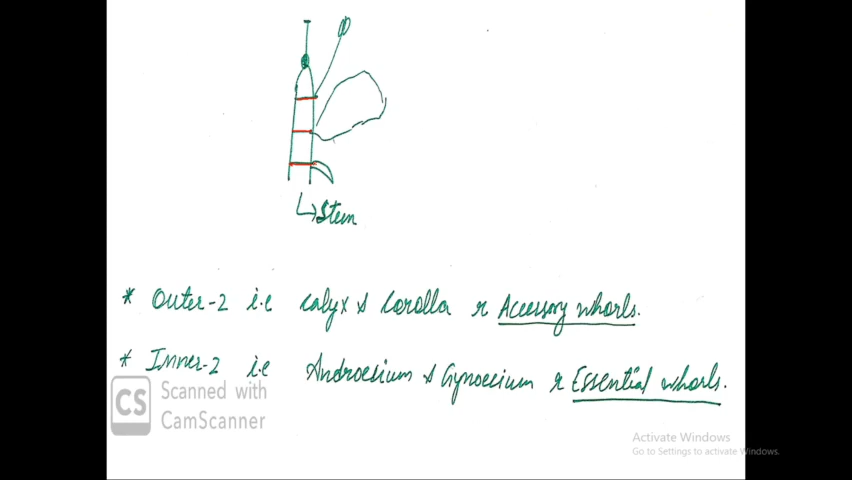 ↳ Stem
* Outer-2 i.e calyx & Corolla r Accessory whorls.
* Inner-2 i.e Androecium & Gynoecium r Essential whorls.
CS Scanned with
CamScanner
Activate Windows
Go to Settings to activate Windows.